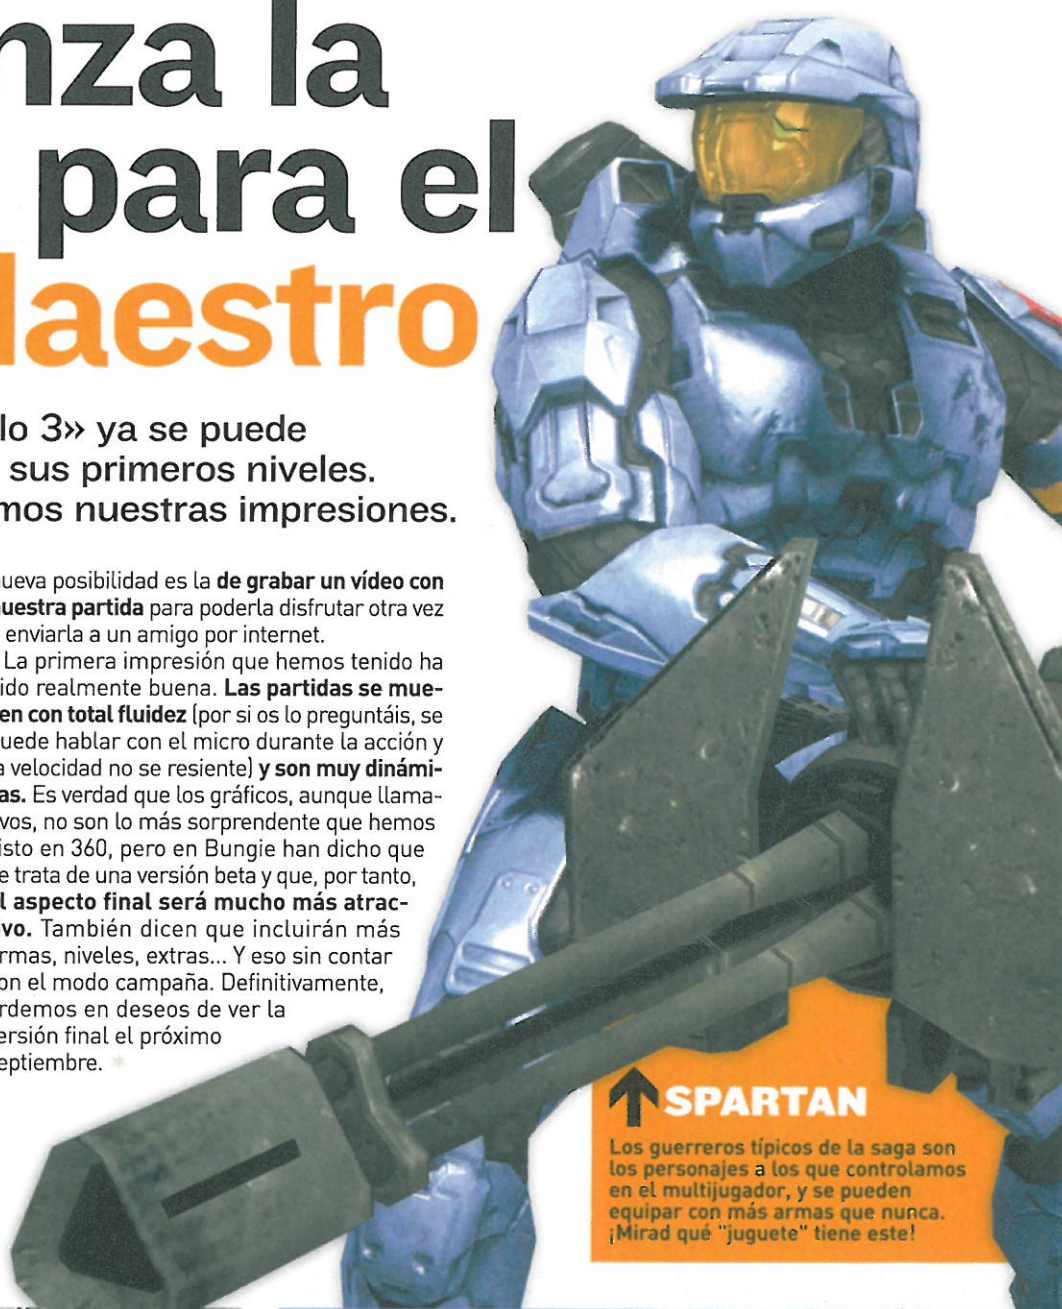 nza la
para el
laestro
lo 3» ya se puede
sus primeros niveles.
mos nuestras impresiones.
nueva posibilidad es la de grabar un vídeo con
nuestra partida para poderla disfrutar otra vez
enviarla a un amigo por internet.
La primera impresión que hemos tenido ha
ido realmente buena. Las partidas se mue-
en con total fluidez (por si os lo preguntáis, se
uede hablar con el micro durante la acción y
a velocidad no se resiente) y son muy dinámi-
as. Es verdad que los gráficos, aunque llama-
vos, no son lo más sorprendente que hemos
isto en 360, pero en Bungie han dicho que
e trata de una versión beta y que, por tanto,
l aspecto final será mucho más atrac-
ivo. También dicen que incluirán más
rmas, niveles, extras... Y eso sin contar
on el modo campaña. Definitivamente,
rdemos en deseos de ver la
ersión final el próximo
eptiembre.
SPARTAN
Los guerreros típicos de la saga son
los personajes a los que controlamos
en el multijugador, y se pueden
equipar con más armas que nunca.
¡Mirad qué "juguete" tiene este!